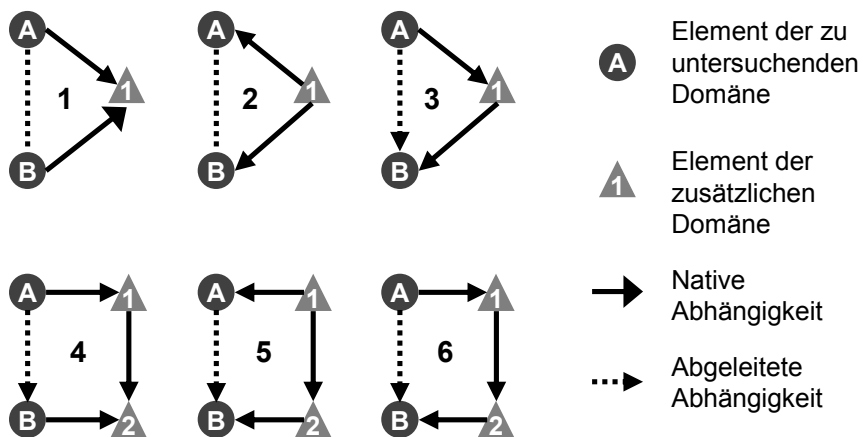 A
1
1
B
A
2
1
B
A
3
1
B
A
1
4
B
2
A
1
5
B
2
A
1
6
B
2
A
Element der zu
untersuchenden
Domäne
1
Element der
zusätzlichen
Domäne
Native
Abhängigkeit
Abgeleitete
Abhängigkeit